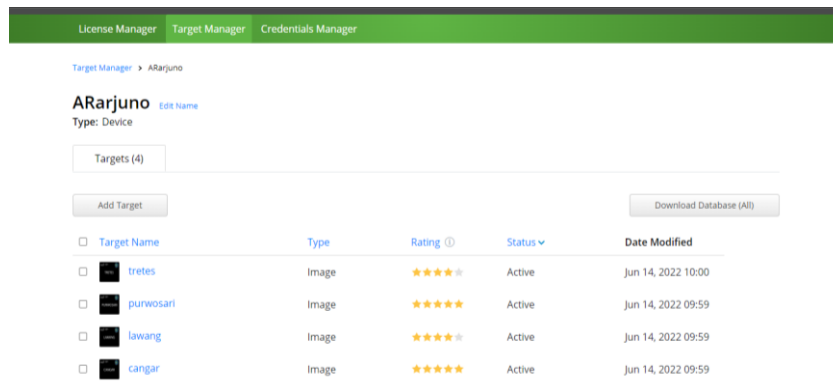 License Manager Target Manager Credentials Manager
Target Manager > ARarjuno
ARarjuno Edit Name
Type: Device
Targets (4)
Add Target Download Database (All)
Target Name Type Rating Status Date Modified
tretes Image Active Jun 14, 2022 10:00
purwosari Image Active Jun 14, 2022 09:59
lawang Image Active Jun 14, 2022 09:59
cangar Image Active Jun 14, 2022 09:59